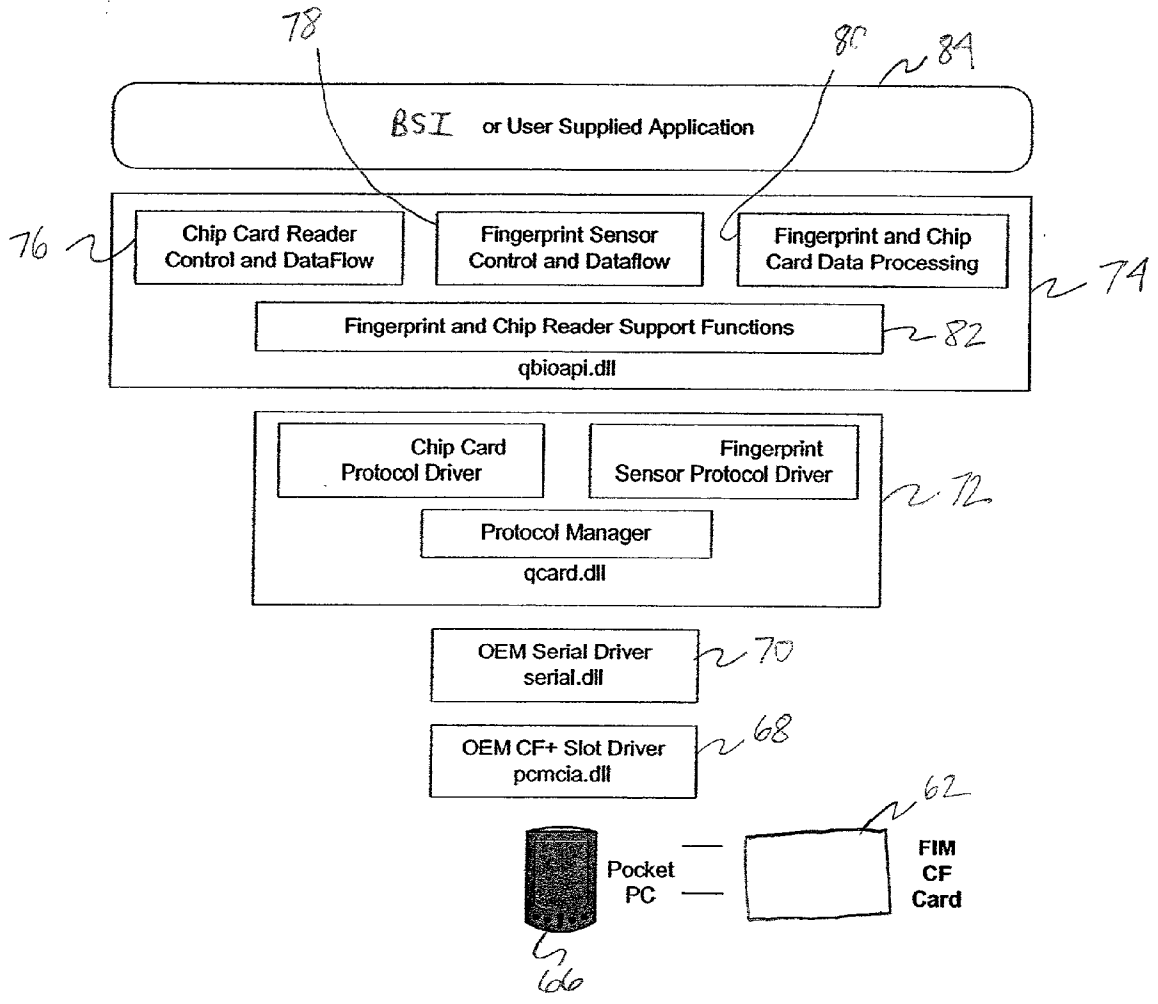 78
80
84
BSI or User Supplied Application
76
Chip Card Reader
Control and DataFlow
Fingerprint Sensor
Control and Dataflow
Fingerprint and Chip
Card Data Processing
74
Fingerprint and Chip Reader Support Functions
82
qbioapi.dll
Chip Card
Protocol Driver
Fingerprint
Sensor Protocol Driver
72
Protocol Manager
qcard.dll
OEM Serial Driver
serial.dll
70
OEM CF+ Slot Driver
pcmcia.dll
68
62
Pocket
PC
FIM
CF
Card
66